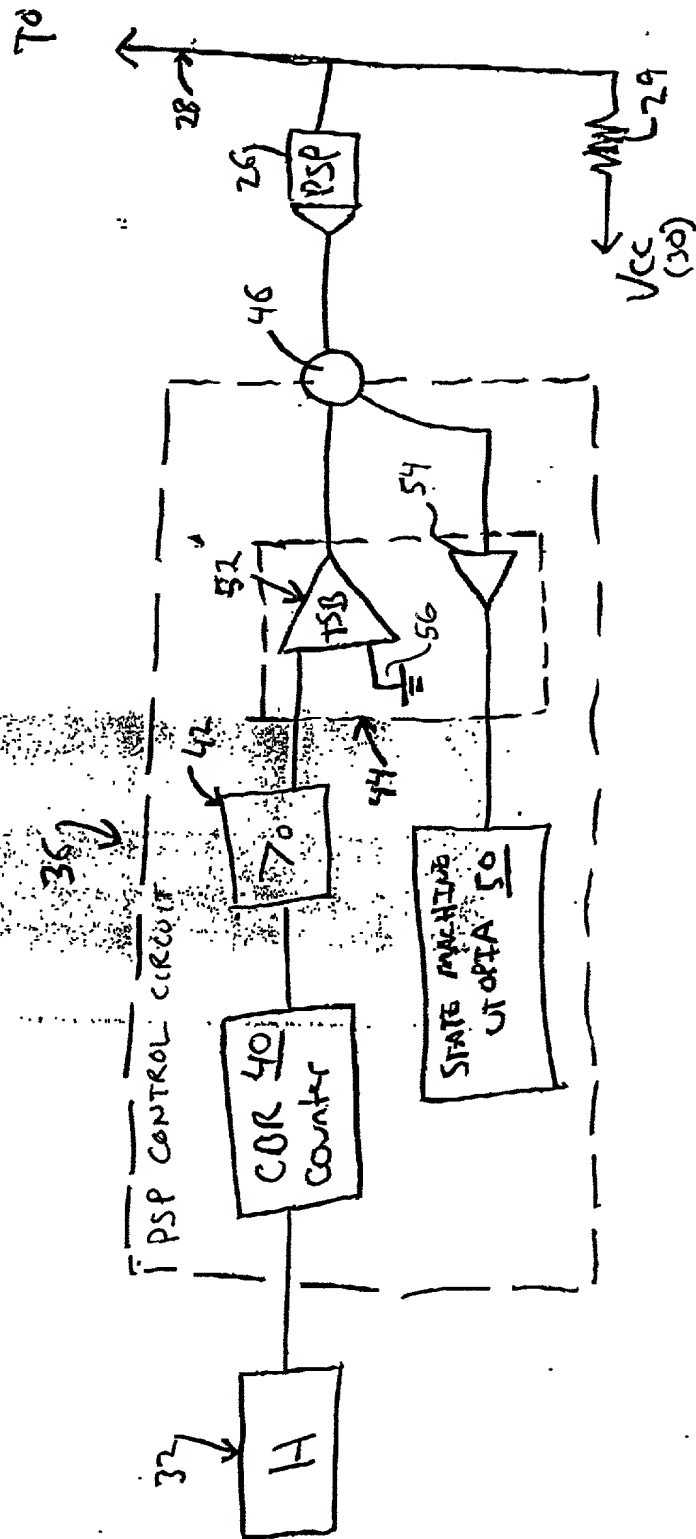 TO
28
26
PSP
29
VCC
(30)
46
36
PSP CONTROL CIRCUIT
52
TSB
54
56
44
42
>0
CBR 40
Counter
STATE MACHINE
UTOPIA 50
32
H